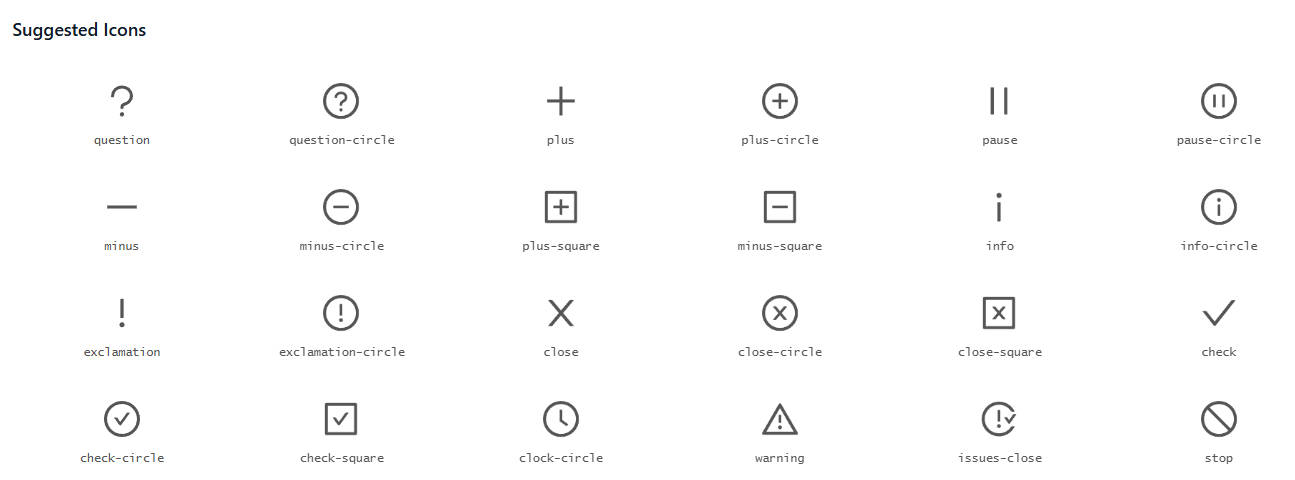 Suggested Icons
question question-circle plus plus-circle pause pause-circle
minus minus-circle plus-square minus-square info info-circle
exclamation exclamation-circle close close-circle close-square check
check-circle check-square clock-circle warning issues-close stop